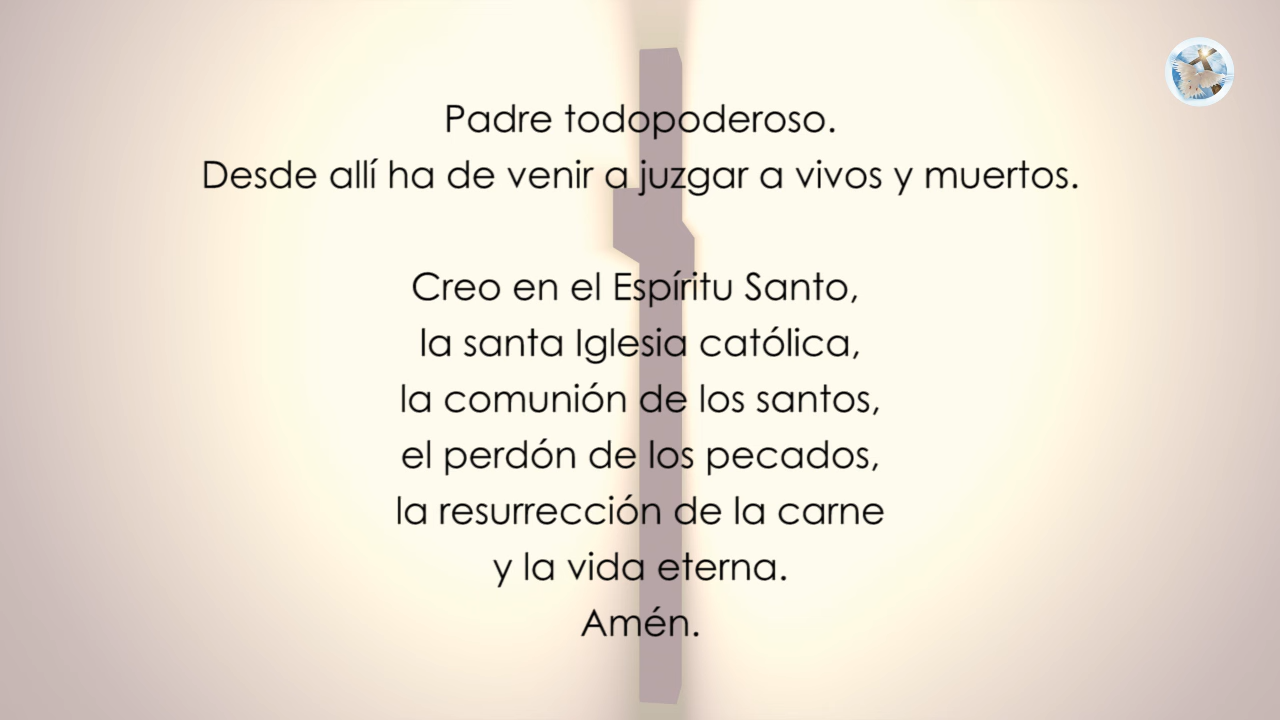 Padre todopoderoso.
Desde allí ha de venir a juzgar a vivos y muertos.
Creo en el Espíritu Santo,
la santa Iglesia católica,
la comunión de los santos,
el perdón de los pecados,
la resurrección de la carne
y la vida eterna.
Amén.